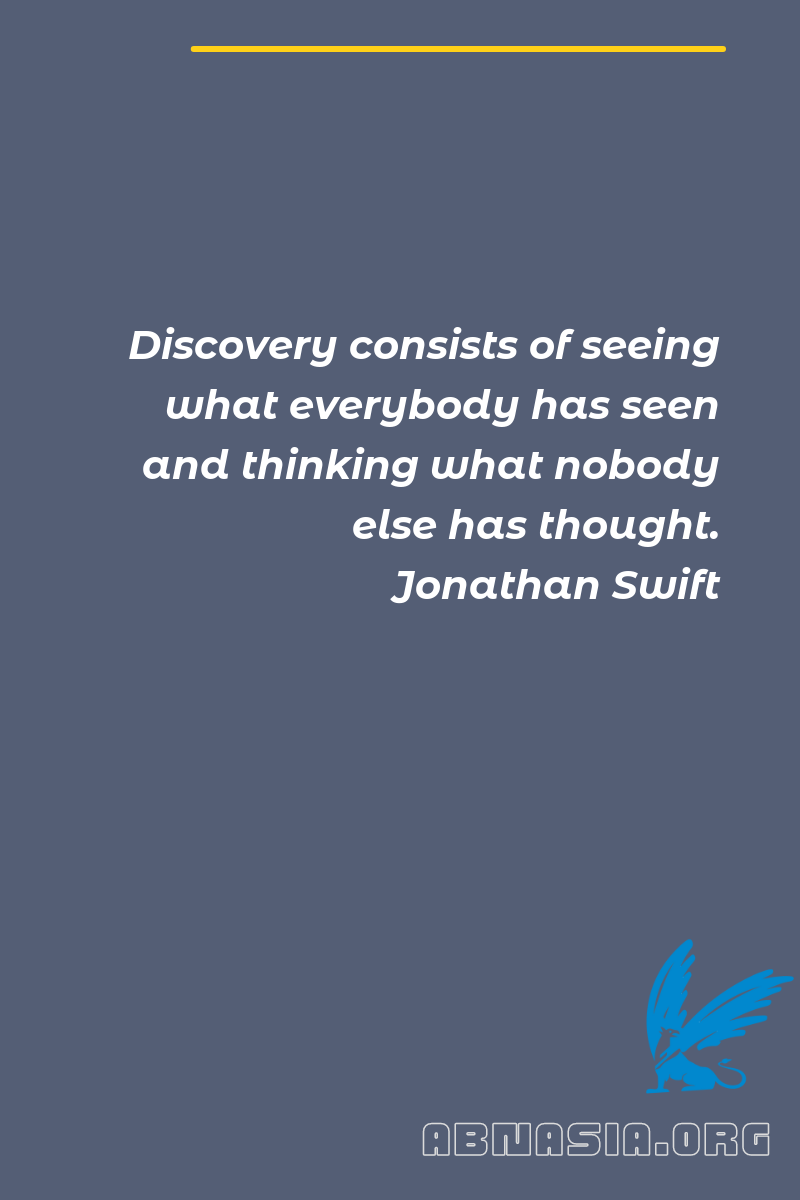 Discovery consists of seeing
what everybody has seen
and thinking what nobody
else has thought.
Jonathan Swift
ABNASIA.ORG